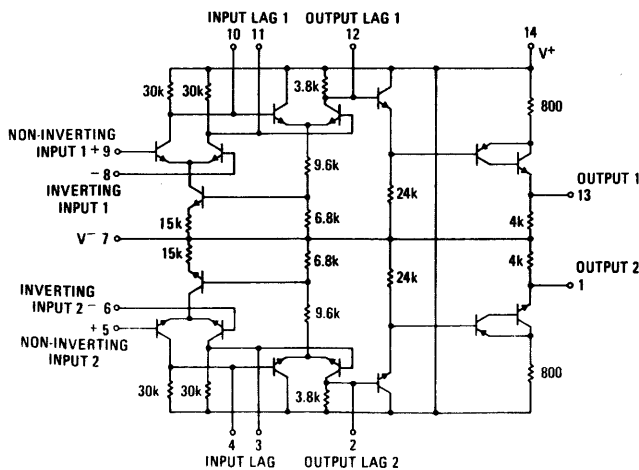 INPUT LAG 1 OUTPUT LAG 1
10 11 12 14
V+
30k 30k 3.8k 800
NON-INVERTING
INPUT 1 + 9
9.6k
− 8
INVERTING
INPUT 1
24k
OUTPUT 1
13
15k 6.8k 4k
V− 7
15k 6.8k 4k
24k
OUTPUT 2
1
INVERTING
INPUT 2 − 6
9.6k
+ 5
NON-INVERTING
INPUT 2
30k 30k 3.8k 800
4 3 2
INPUT LAG OUTPUT LAG 2